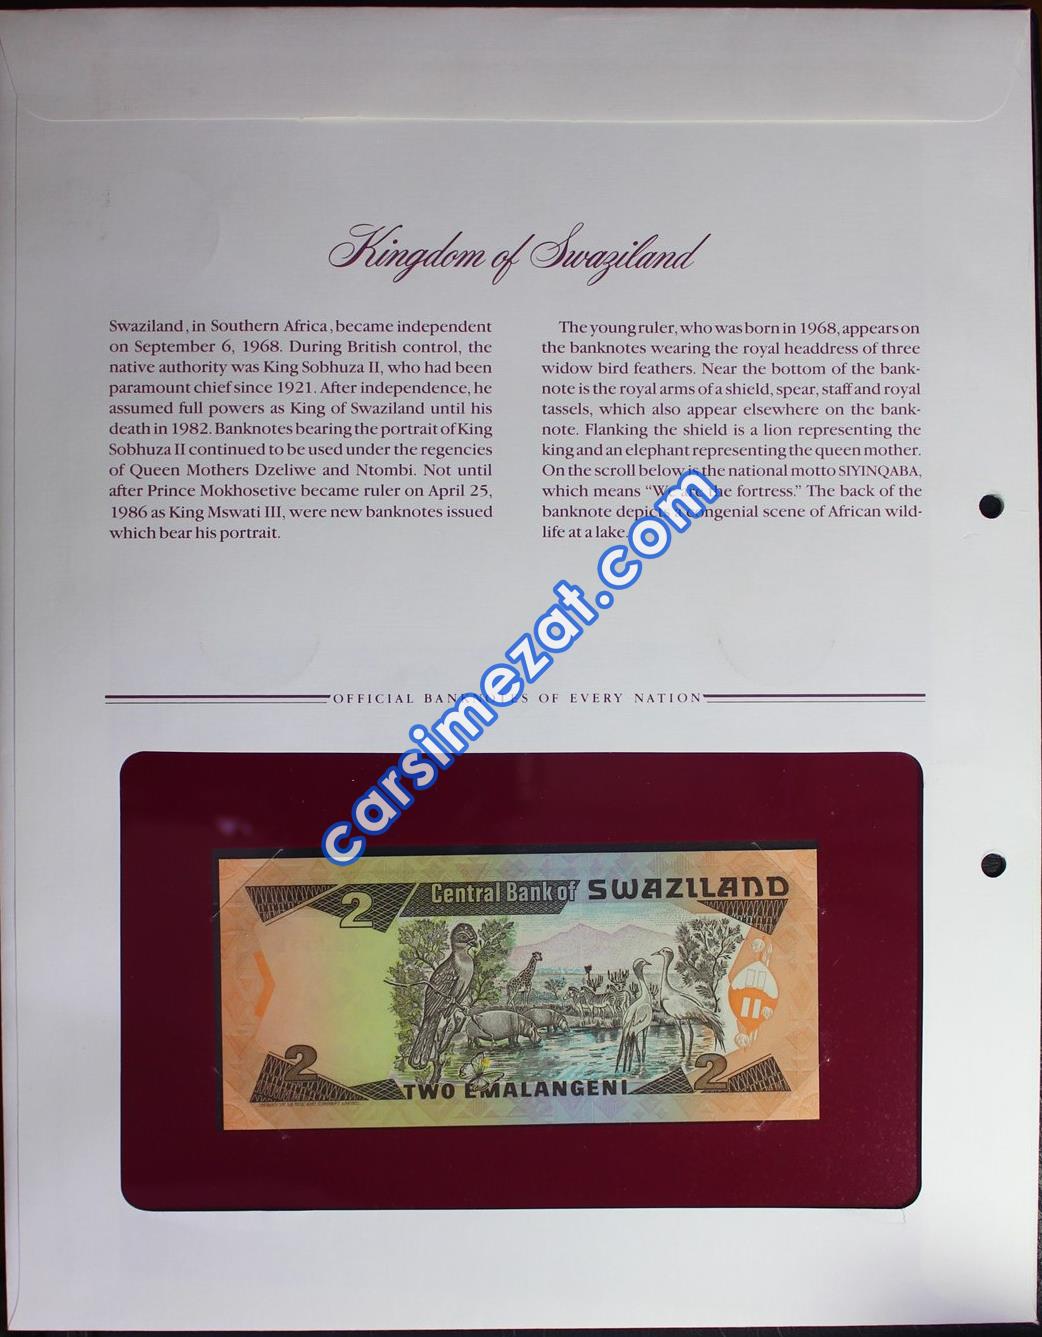 Kingdom of Swaziland
Swaziland, in Southern Africa, became independent
on September 6, 1968. During British control, the
native authority was King Sobhuza II, who had been
paramount chief since 1921. After independence, he
assumed full powers as King of Swaziland until his
death in 1982. Banknotes bearing the portrait of King
Sobhuza II continued to be used under the regencies
of Queen Mothers Dzeliwe and Ntombi. Not until
after Prince Mokhosetive became ruler on April 25,
1986 as King Mswati III, were new banknotes issued
which bear his portrait.
The young ruler, who was born in 1968, appears on
the banknotes wearing the royal headdress of three
widow bird feathers. Near the bottom of the bank-
note is the royal arms of a shield, spear, staff and royal
tassels, which also appear elsewhere on the bank-
note. Flanking the shield is a lion representing the
king and an elephant representing the queen mother.
On the scroll below is the national motto SIYINQABA,
which means "We are the fortress." The back of the
banknote depicts a congenial scene of African wild-
life at a lake.
carsimezat.com
OFFICIAL BANKNOTES OF EVERY NATION
Central Bank of SWAZILAND
2
2
TWO EMALANGENI
2